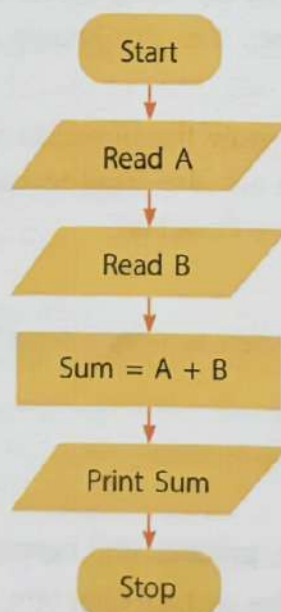 Start
Read A
Read B
Sum = A + B
Print Sum
Stop